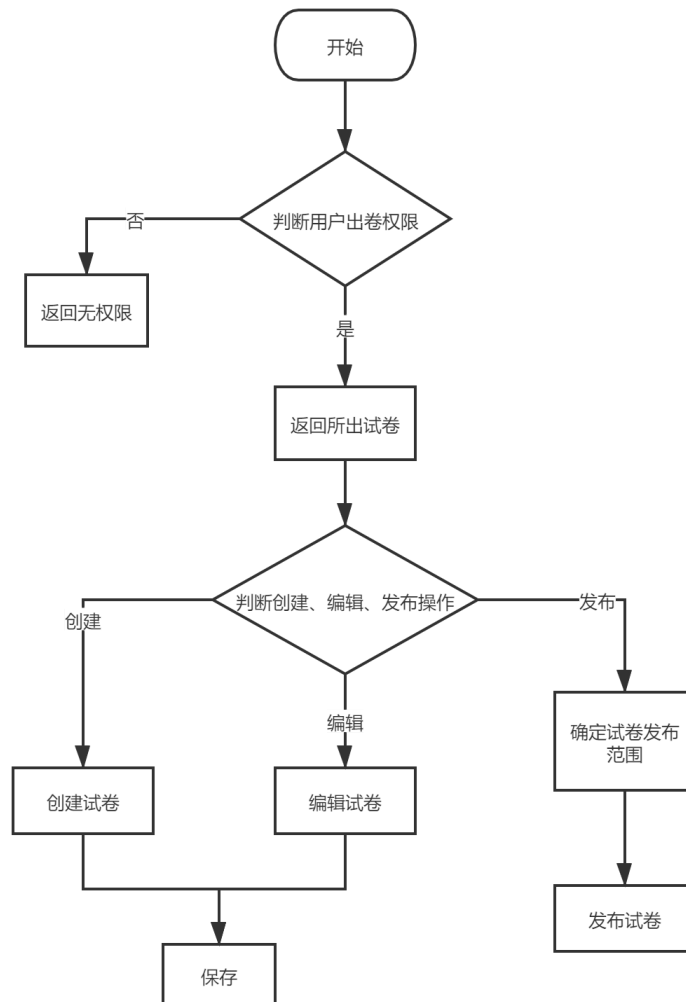 开始
判断用户出卷权限
否
返回无权限
是
返回所出试卷
判断创建、编辑、发布操作
创建
发布
编辑
确定试卷发布
范围
创建试卷
编辑试卷
发布试卷
保存